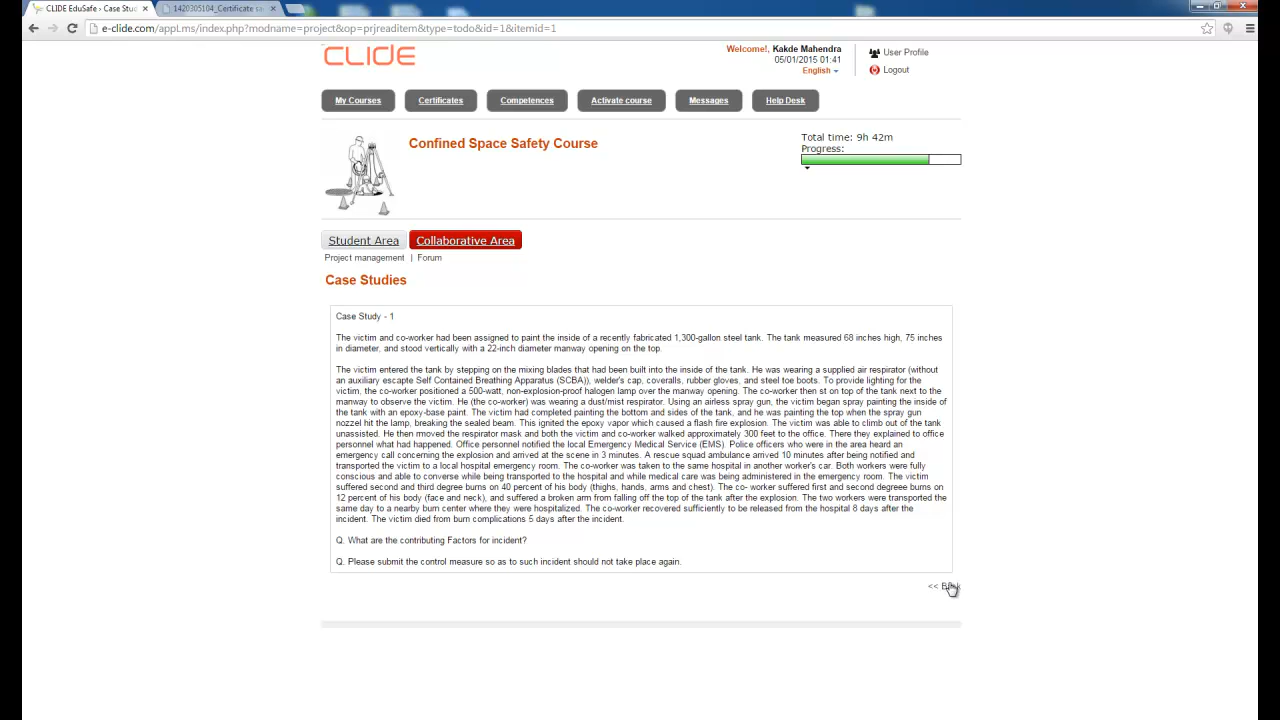 CLIDE EduSafe › Case Stud
1420305104_Certificate sa
e-clide.com/appLms/index.php?modname=project&op=prjreaditem&type=todo&id=1&itemid=1
CLIDE
Welcome!, Kakde Mahendra
05/01/2015 01:41
English
User Profile
Logout
My Courses
Certificates
Competences
Activate course
Messages
Help Desk
Confined Space Safety Course
Total time: 9h 42m
Progress:
Student Area
Collaborative Area
Project management | Forum
Case Studies
Case Study - 1
The victim and co-worker had been assigned to paint the inside of a recently fabricated 1,300-gallon steel tank. The tank measured 68 inches high, 75 inches
in diameter, and stood vertically with a 22-inch diameter manway opening on the top.
The victim entered the tank by stepping on the mixing blades that had been built into the inside of the tank. He was wearing a supplied air respirator (without
an auxiliary escapte Self Contained Breathing Apparatus (SCBA)), welder's cap, coveralls, rubber gloves, and steel toe boots. To provide lighting for the
victim, the co-worker positioned a 500-watt, non-explosion-proof halogen lamp over the manway opening. The co-worker then st on top of the tank next to the
manway to observe the victim. He (the co-worker) was wearing a dust/mist respirator. Using an airless spray gun, the victim began spray painting the inside of
the tank with an epoxy-base paint. The victim had completed painting the bottom and sides of the tank, and he was painting the top when the spray gun
nozzel hit the lamp, breaking the sealed beam. This ignited the epoxy vapor which caused a flash fire explosion. The victim was able to climb out of the tank
unassisted. He then mmoved the respirator mask and both the victim and co-worker walked approximately 300 feet to the office. There they explained to office
personnel what had happened. Office personnel notified the local Emergency Medical Service (EMS). Police officers who were in the area heard an
emergency call concerning the explosion and arrived at the scene in 3 minutes. A rescue squad ambulance arrived 10 minutes after being notified and
transported the victim to a local hospital emergency room. The co-worker was taken to the same hospital in another worker's car. Both workers were fully
conscious and able to converse while being transported to the hospital and while medical care was being administered in the emergency room. The victim
suffered second and third degree burns on 40 percent of his body (thighs, hands, arms and chest). The co- worker suffered first and second degreee burns on
12 percent of his body (face and neck), and suffered a broken arm from falling off the top of the tank after the explosion. The two workers were transported the
same day to a nearby burn center where they were hospitalized. The co-worker recovered sufficiently to be released from the hospital 8 days after the
incident. The victim died from burn complications 5 days after the incident.
Q. What are the contributing Factors for incident?
Q. Please submit the control measure so as to such incident should not take place again.
<< Back